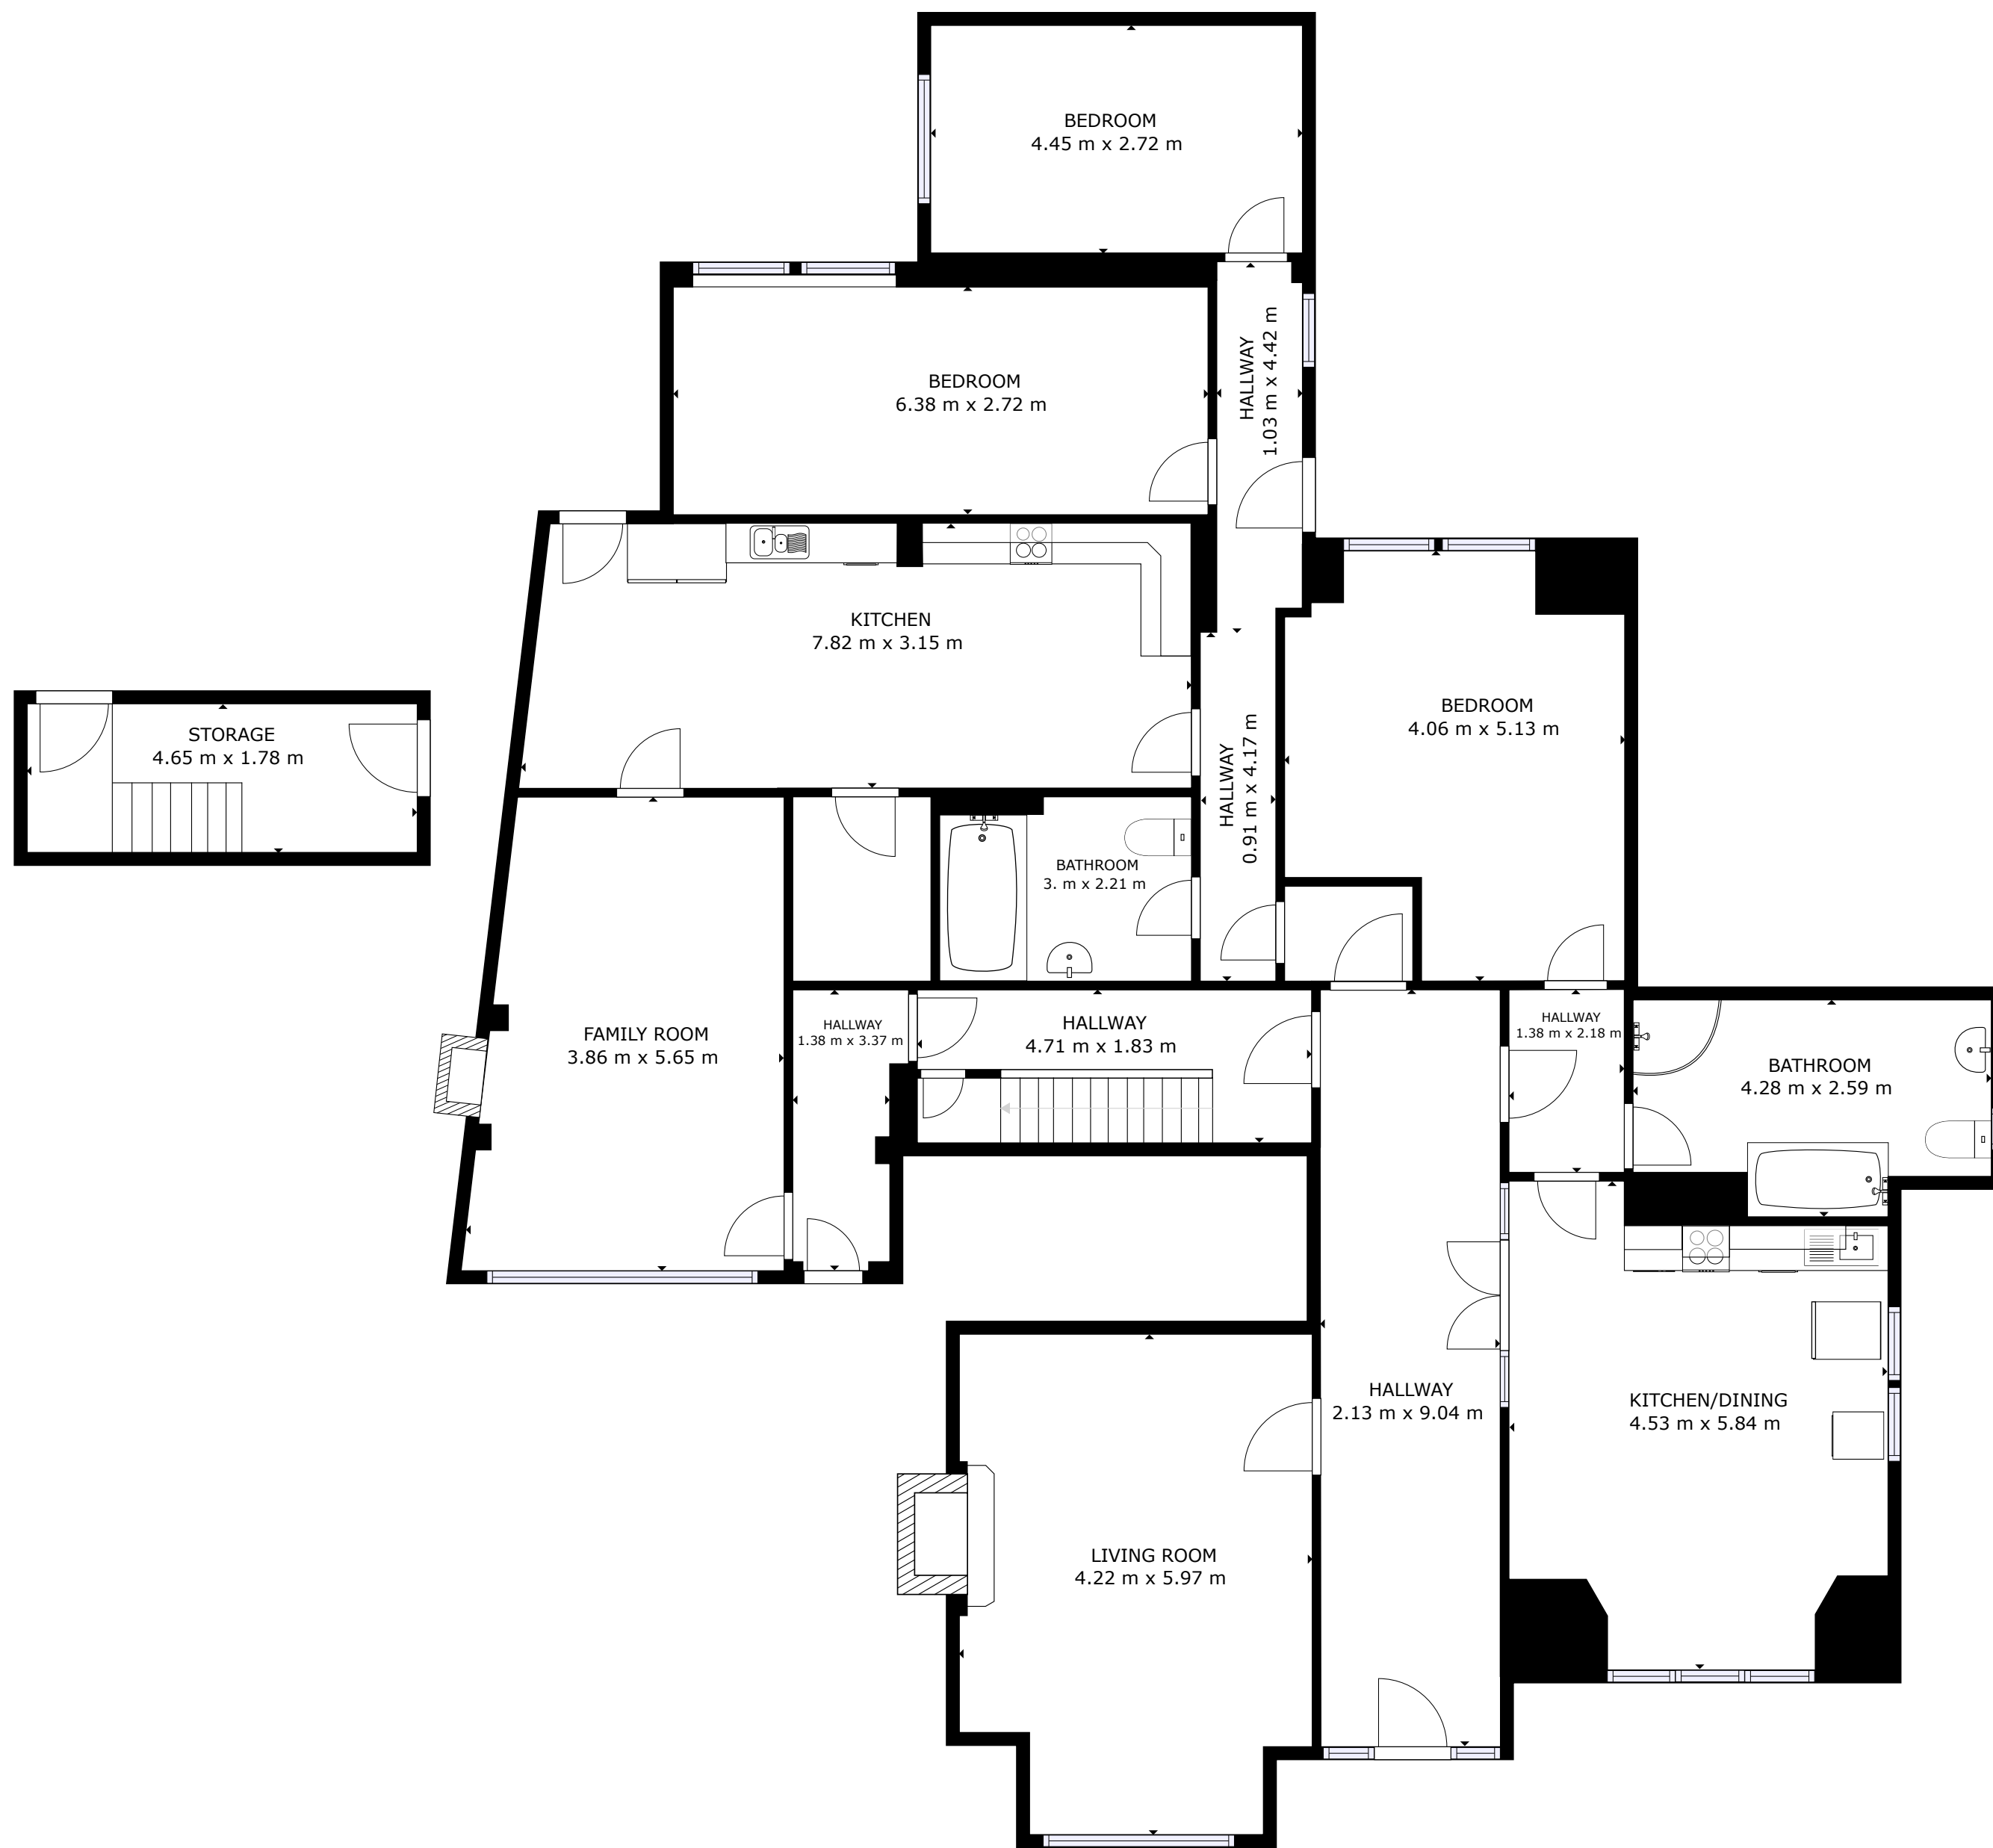 BEDROOM
4.45 m x 2.72 m
BEDROOM
6.38 m x 2.72 m
HALLWAY
1.03 m x 4.42 m
KITCHEN
7.82 m x 3.15 m
BEDROOM
4.06 m x 5.13 m
STORAGE
4.65 m x 1.78 m
HALLWAY
0.91 m x 4.17 m
BATHROOM
3. m x 2.21 m
FAMILY ROOM
3.86 m x 5.65 m
HALLWAY
1.38 m x 3.37 m
HALLWAY
4.71 m x 1.83 m
HALLWAY
1.38 m x 2.18 m
BATHROOM
4.28 m x 2.59 m
HALLWAY
2.13 m x 9.04 m
KITCHEN/DINING
4.53 m x 5.84 m
LIVING ROOM
4.22 m x 5.97 m